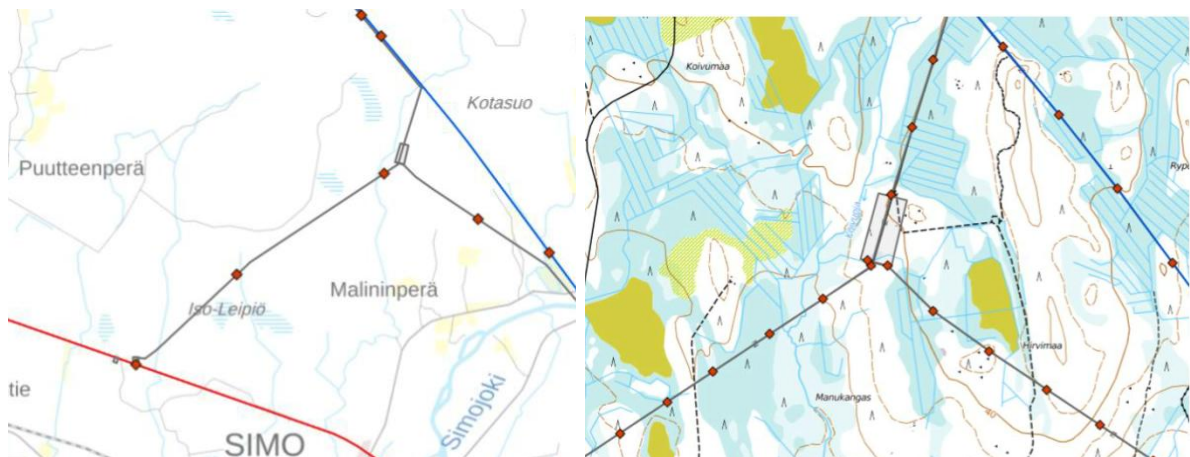 Kotasuo
Puutteenperä
Malininperä
Iso-Leipiö
tie
SIMO
Simojoki
Koivumaa
Hirvimaa
Manukangas